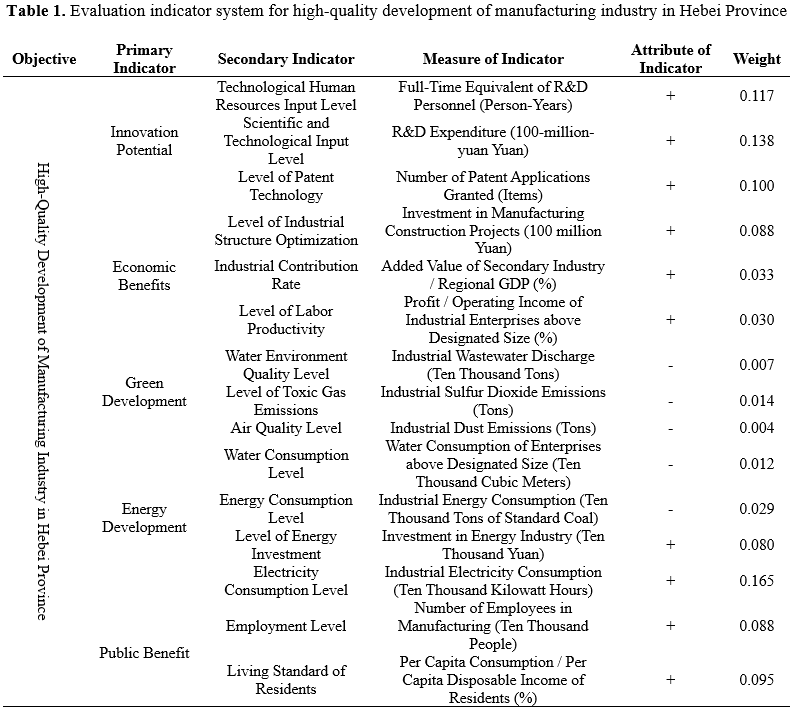 Table 1. Evaluation indicator system for high-quality development of manufacturing industry in Hebei Province
Objective
Primary
Indicator
Secondary Indicator
Measure of Indicator
Attribute of
Indicator
Weight
High-Quality Development of Manufacturing Industry in Hebei Province
Innovation
Potential
Technological Human
Resources Input Level
Full-Time Equivalent of R&D
Personnel (Person-Years)
+
0.117
Scientific and
Technological Input
Level
R&D Expenditure (100-million-
yuan Yuan)
+
0.138
Level of Patent
Technology
Number of Patent Applications
Granted (Items)
+
0.100
Economic
Benefits
Level of Industrial
Structure Optimization
Investment in Manufacturing
Construction Projects (100 million
Yuan)
+
0.088
Industrial Contribution
Rate
Added Value of Secondary Industry
/ Regional GDP (%)
+
0.033
Level of Labor
Productivity
Profit / Operating Income of
Industrial Enterprises above
Designated Size (%)
+
0.030
Green
Development
Water Environment
Quality Level
Industrial Wastewater Discharge
(Ten Thousand Tons)
-
0.007
Level of Toxic Gas
Emissions
Industrial Sulfur Dioxide Emissions
(Tons)
-
0.014
Air Quality Level
Industrial Dust Emissions (Tons)
-
0.004
Energy
Development
Water Consumption
Level
Water Consumption of Enterprises
above Designated Size (Ten
Thousand Cubic Meters)
-
0.012
Energy Consumption
Level
Industrial Energy Consumption (Ten
Thousand Tons of Standard Coal)
-
0.029
Level of Energy
Investment
Investment in Energy Industry (Ten
Thousand Yuan)
+
0.080
Electricity
Consumption Level
Industrial Electricity Consumption
(Ten Thousand Kilowatt Hours)
+
0.165
Public Benefit
Employment Level
Number of Employees in
Manufacturing (Ten Thousand
People)
+
0.088
Living Standard of
Residents
Per Capita Consumption / Per
Capita Disposable Income of
Residents (%)
+
0.095